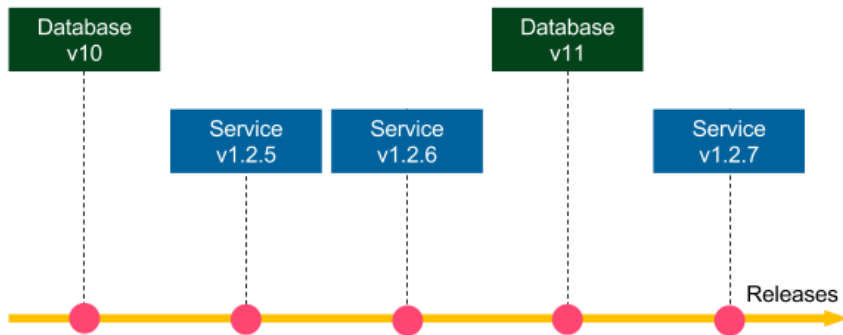 Database
v10
Database
v11
Service
v1.2.5
Service
v1.2.6
Service
v1.2.7
Releases